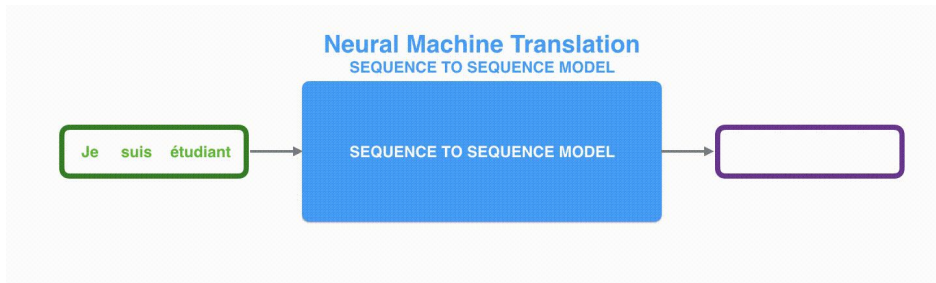 Neural Machine Translation
SEQUENCE TO SEQUENCE MODEL
Je suis étudiant
SEQUENCE TO SEQUENCE MODEL